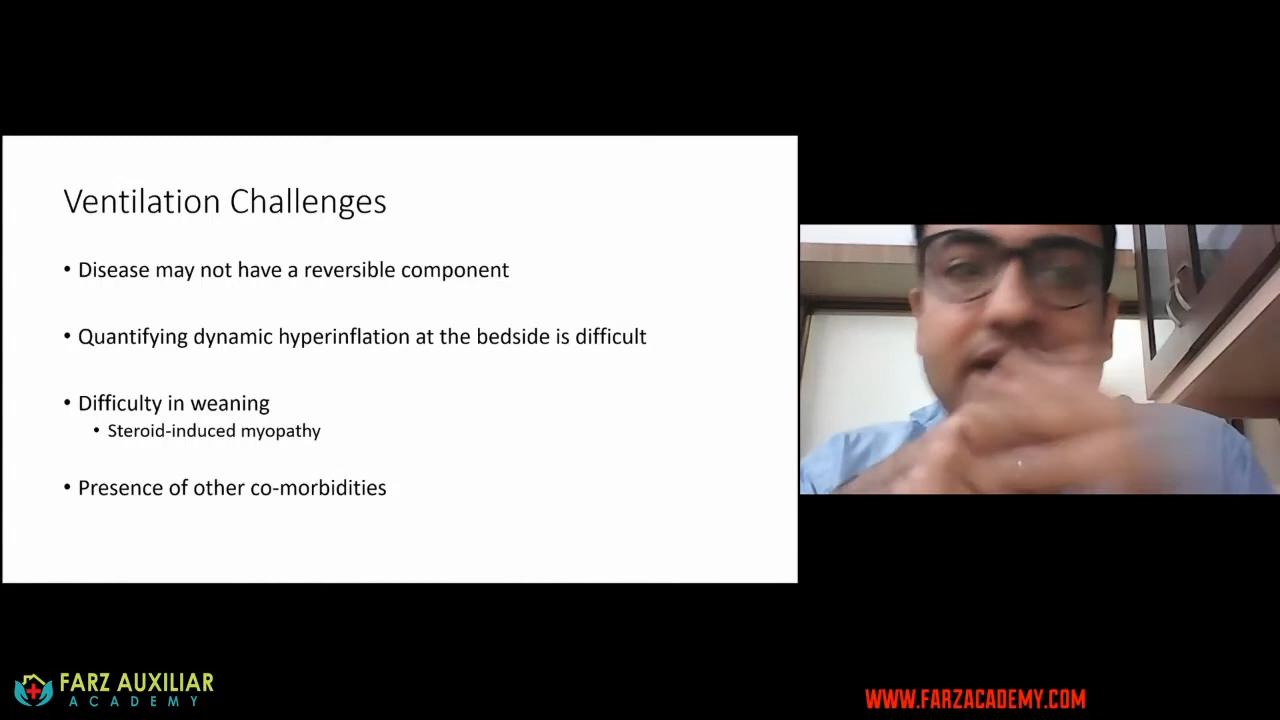 Ventilation Challenges
• Disease may not have a reversible component
• Quantifying dynamic hyperinflation at the bedside is difficult
• Difficulty in weaning
• Steroid-induced myopathy
• Presence of other co-morbidities
FARZ AUXILIAR
ACADEMY
WWW.FARZACADEMY.COM